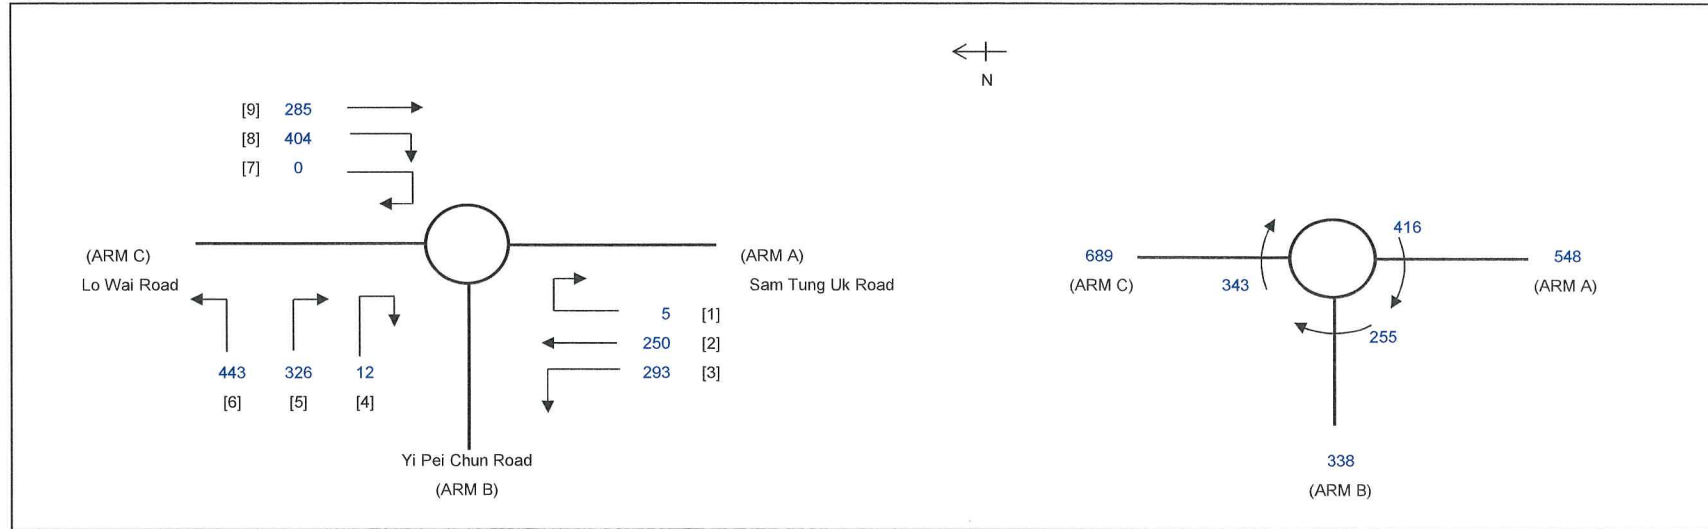 N
[9] 285
[8] 404
[7] 0
(ARM C)
Lo Wai Road
(ARM A)
Sam Tung Uk Road
5 [1]
250 [2]
293 [3]
443 326 12
[6] [5] [4]
Yi Pei Chun Road
(ARM B)
416
689
(ARM C)
343
548
(ARM A)
255
338
(ARM B)